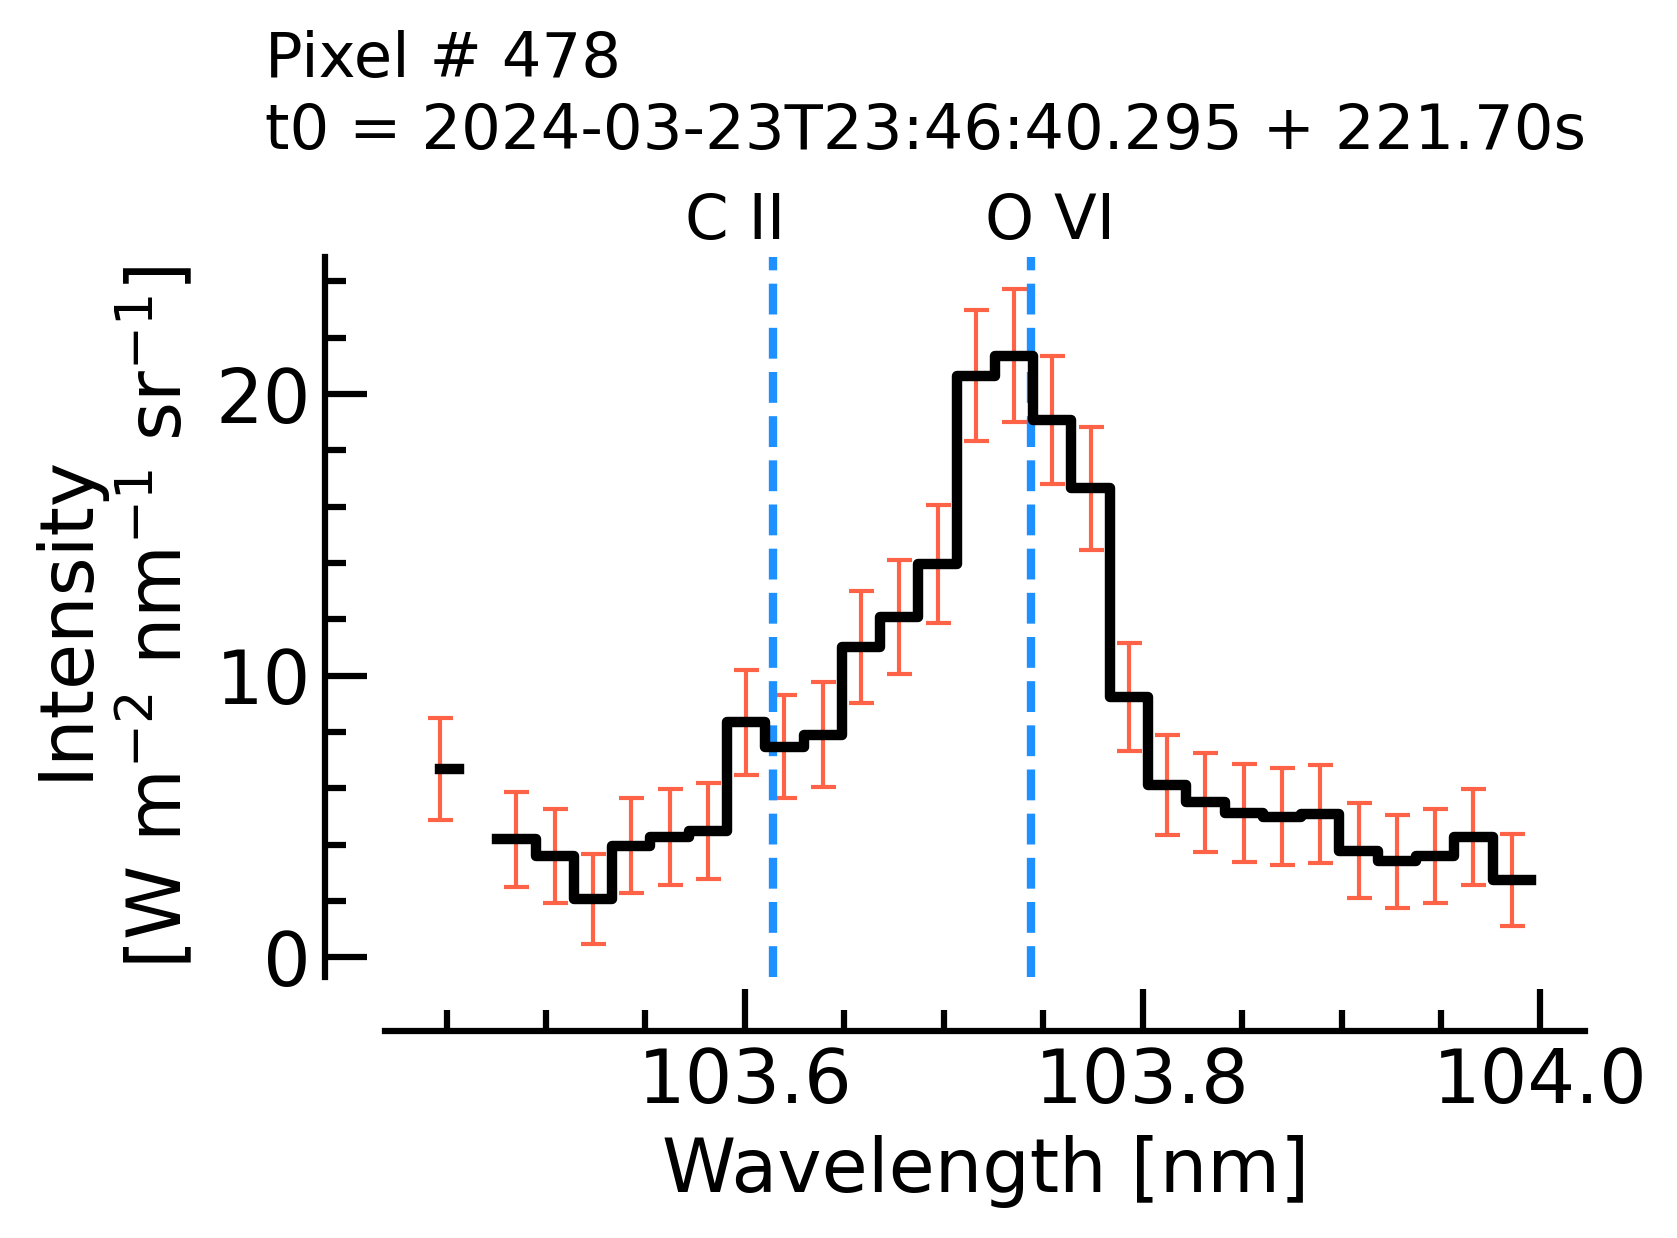 Pixel # 478
t0 = 2024-03-23T23:46:40.295 + 221.70s
C II
O VI
Intensity
[W m⁻² nm⁻¹ sr⁻¹]
20
10
0
103.6
103.8
104.0
Wavelength [nm]